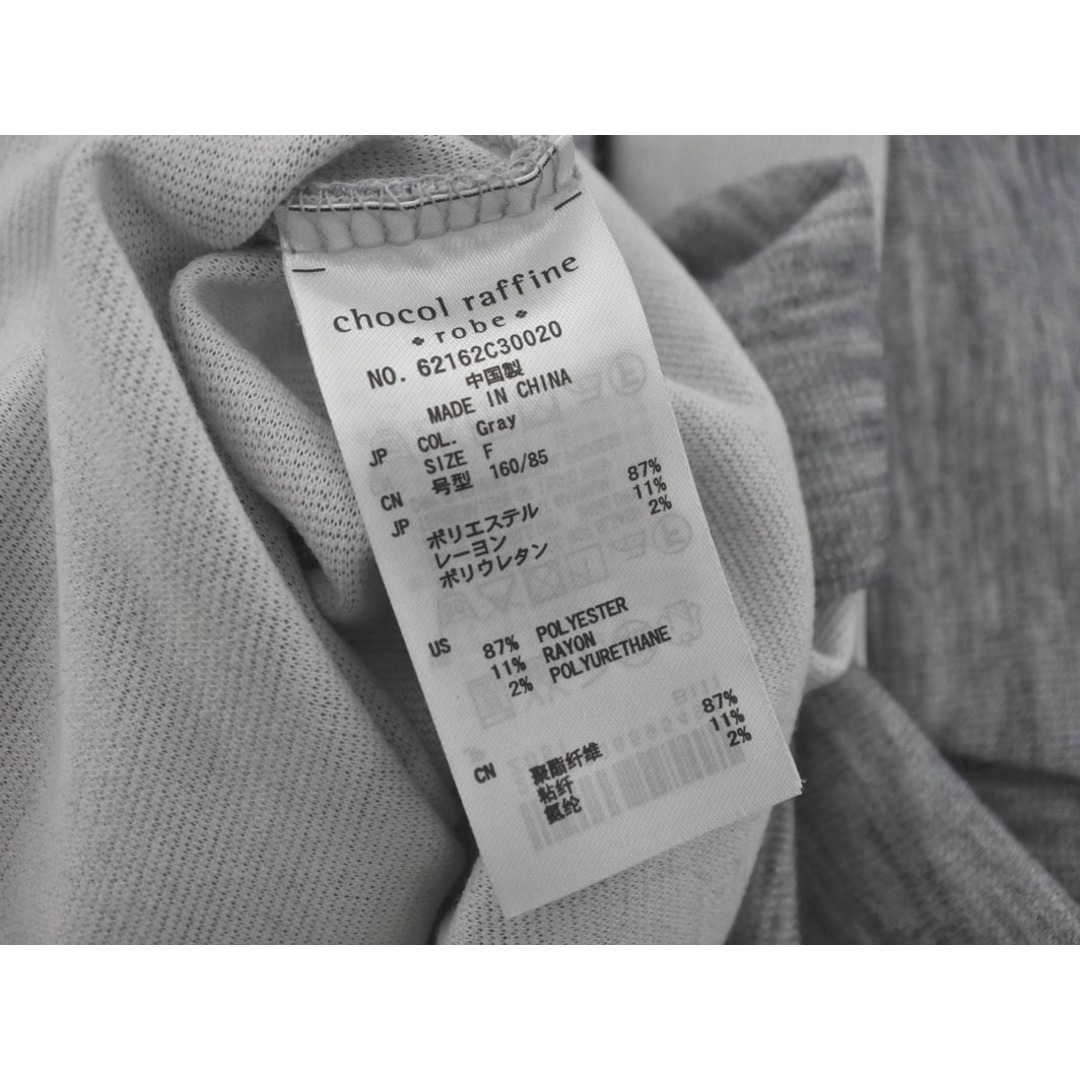 chocol raffine
robe
NO. 62162C30020
中国製
MADE IN CHINA
JP COL. Gray
SIZE F
CN 号型 160/85
JP ポリエステル 87%
レーヨン 11%
ポリウレタン 2%
US 87% POLYESTER
11% RAYON
2% POLYURETHANE
CN 聚酯纤维 87%
粘纤 11%
氨纶 2%